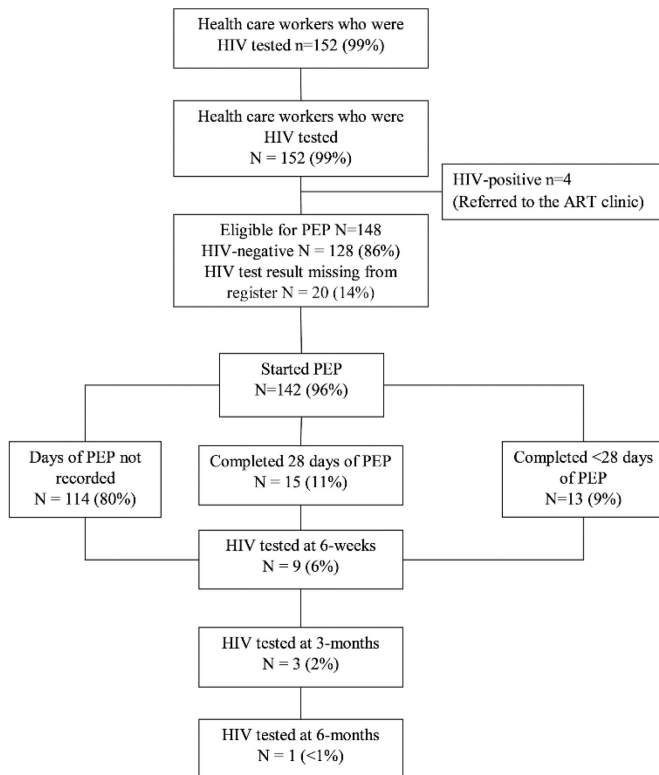 Health care workers who were
HIV tested n=152 (99%)
Health care workers who were
HIV tested
N = 152 (99%)
HIV-positive n=4
(Referred to the ART clinic)
Eligible for PEP N=148
HIV-negative N = 128 (86%)
HIV test result missing from
register N = 20 (14%)
Started PEP
N=142 (96%)
Days of PEP not
recorded
N = 114 (80%)
Completed 28 days of PEP
N = 15 (11%)
Completed <28 days
of PEP
N=13 (9%)
HIV tested at 6-weeks
N = 9 (6%)
HIV tested at 3-months
N = 3 (2%)
HIV tested at 6-months
N = 1 (<1%)